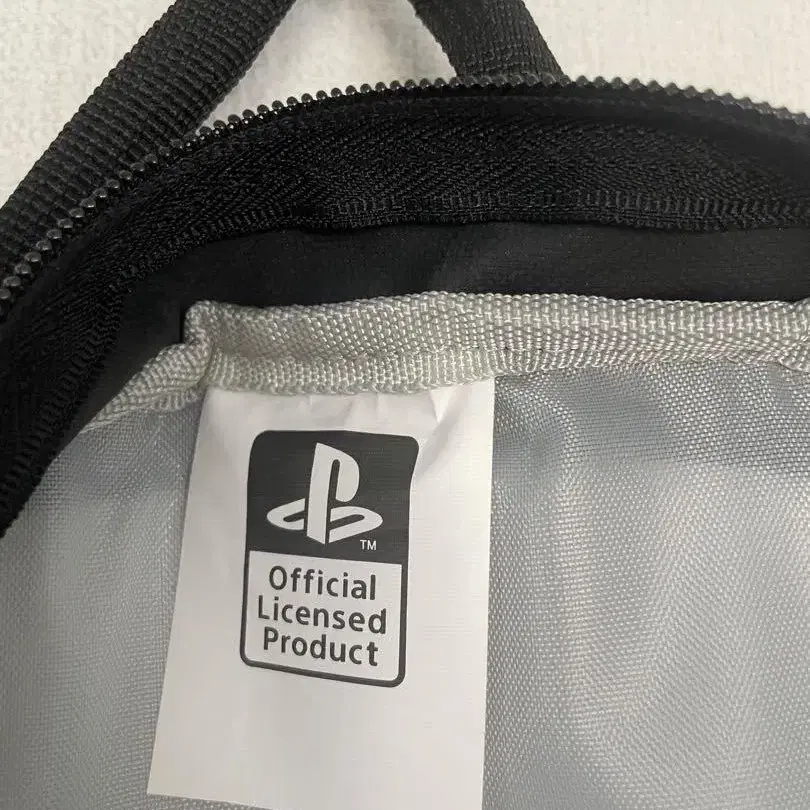 TM
Official
Licensed
Product